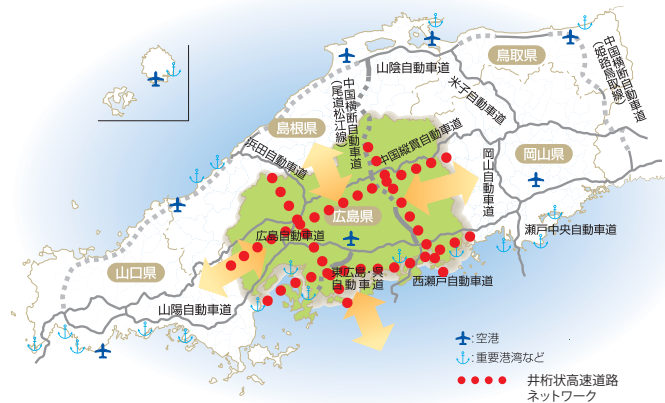 鳥取県
中国横断自動車道
(姫路鳥取線)
山陰自動車道
米子自動車道
中国横断自動車道
(尾道松江線)
島根県
浜田自動車道
中国縦貫自動車道
岡山自動車道
岡山県
広島県
広島自動車道
瀬戸中央自動車道
山口県
東広島・呉
自動車道
西瀬戸自動車道
山陽自動車道
:空港
:重要港湾など
井桁状高速道路
ネットワーク